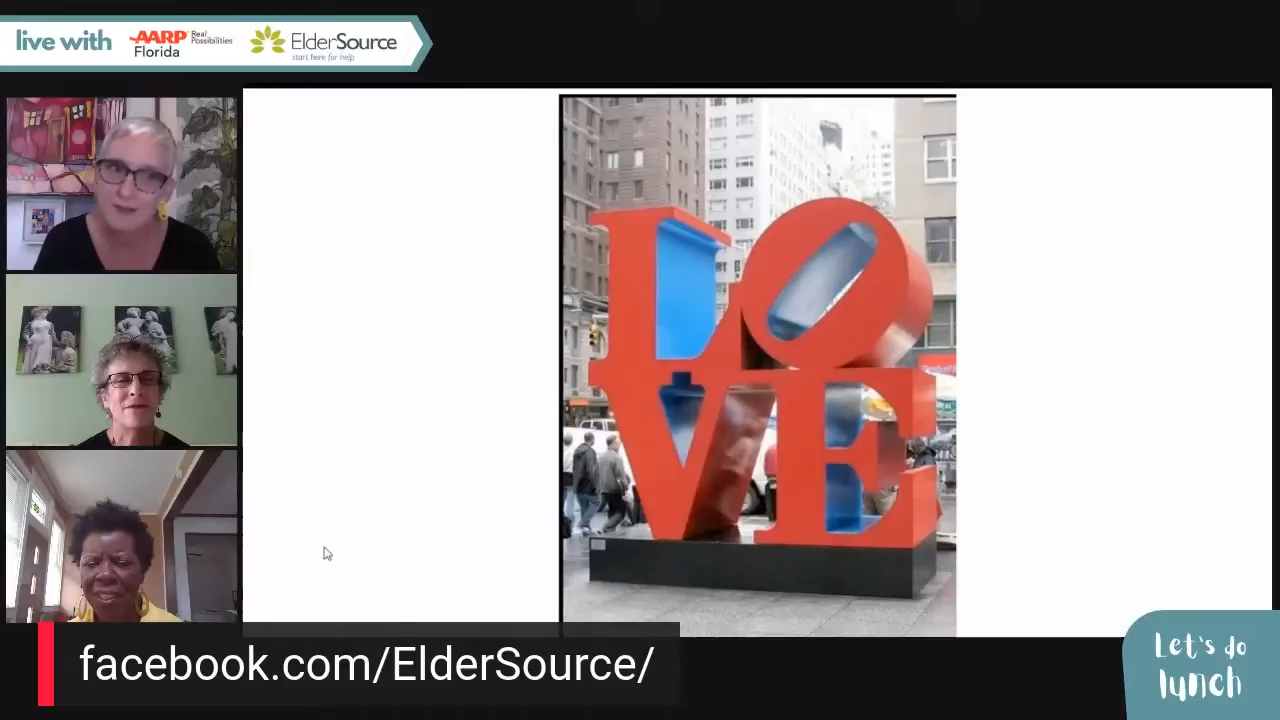 live with
AARP Real Possibilities
Florida
ElderSource
start here for help
LOVE
facebook.com/ElderSource/
Let's do
lunch